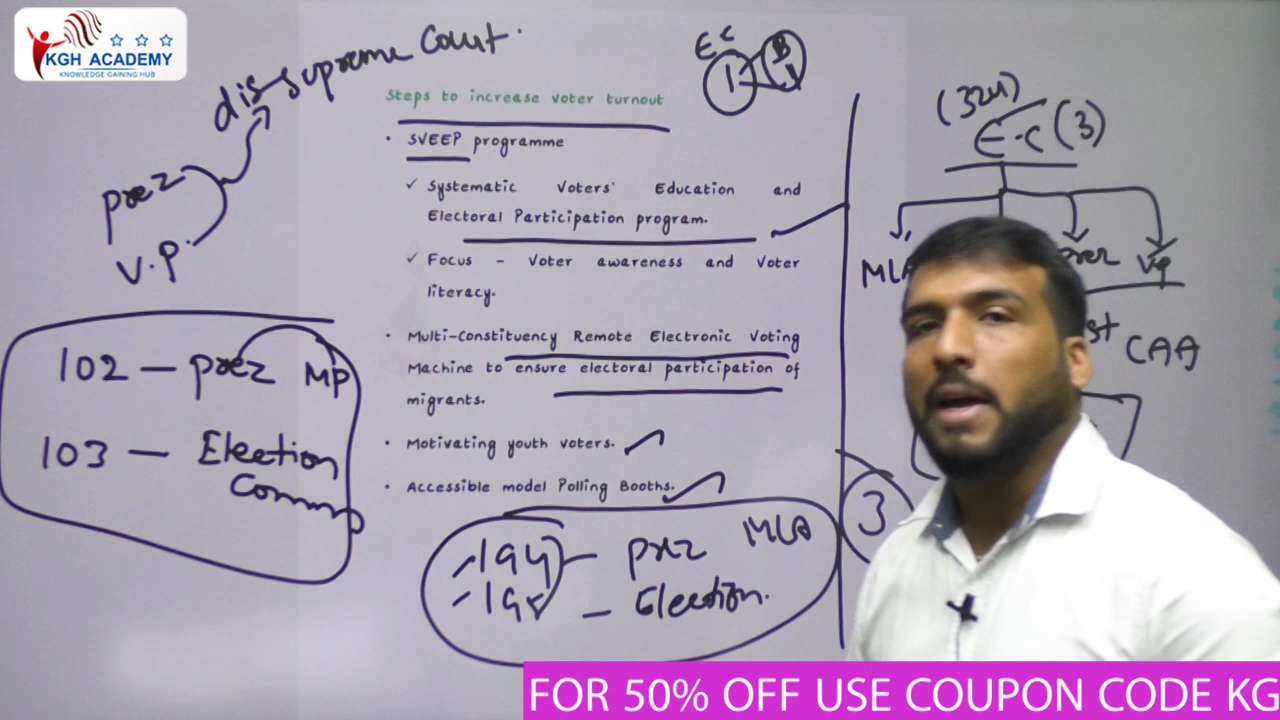 KGH ACADEMY
KNOWLEDGE GAINING HUB
dis-supreme Court.
prez
V.P.
102 — prez MP
103 — Election
Comm
EC
1
Steps to increase voter turnout
• SVEEP programme
✓ Systematic Voters' Education and
Electoral Participation program.
✓ Focus - Voter awareness and Voter
literacy.
• Multi-Constituency Remote Electronic Voting
Machine to ensure electoral participation of
migrants.
• Motivating youth voters.
• Accessible model Polling Booths.
prez MLA
— Election.
(324)
E.C (3)
MLA
Vp
CAA
3
FOR 50% OFF USE COUPON CODE KG